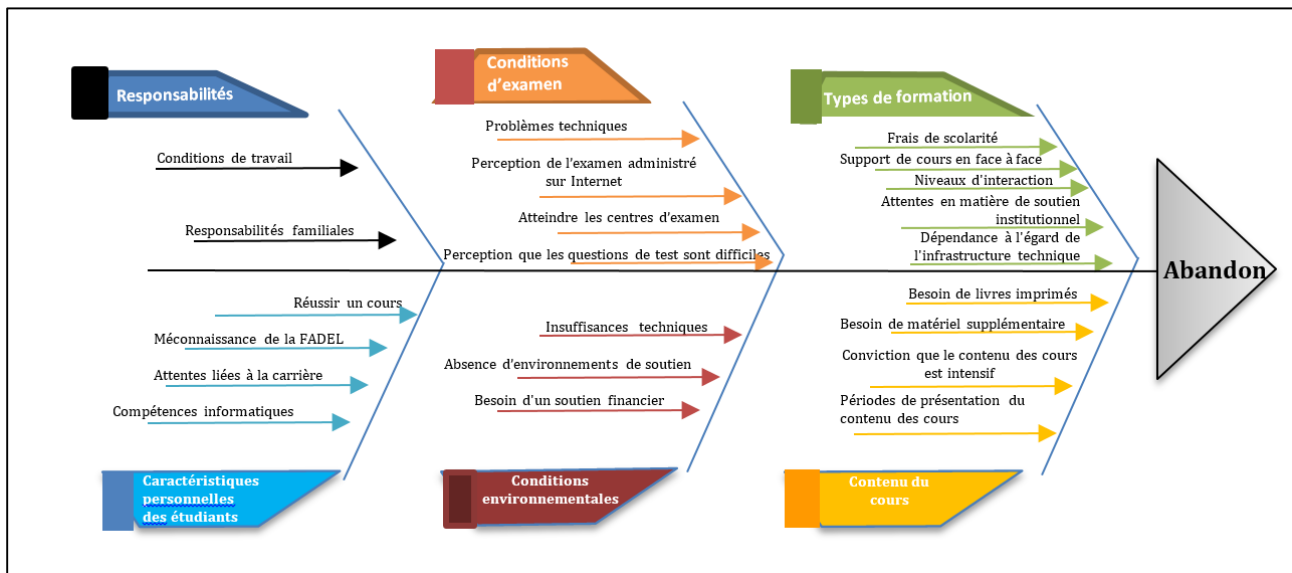 Responsabilités
Conditions de travail
Responsabilités familiales
Conditions
d'examen
Problèmes techniques
Perception de l'examen administré
sur Internet
Atteindre les centres d'examen
Perception que les questions de test sont difficiles
Types de formation
Frais de scolarité
Support de cours en face à face
Niveaux d'interaction
Attentes en matière de soutien
institutionnel
Dépendance à l'égard de
l'infrastructure technique
Abandon
Réussir un cours
Méconnaissance de la FADEL
Attentes liées à la carrière
Compétences informatiques
Caractéristiques
personnelles
des étudiants
Insuffisances techniques
Absence d'environnements de soutien
Besoin d'un soutien financier
Conditions
environnementales
Besoin de livres imprimés
Besoin de matériel supplémentaire
Conviction que le contenu des cours
est intensif
Périodes de présentation du
contenu des cours
Contenu du
cours